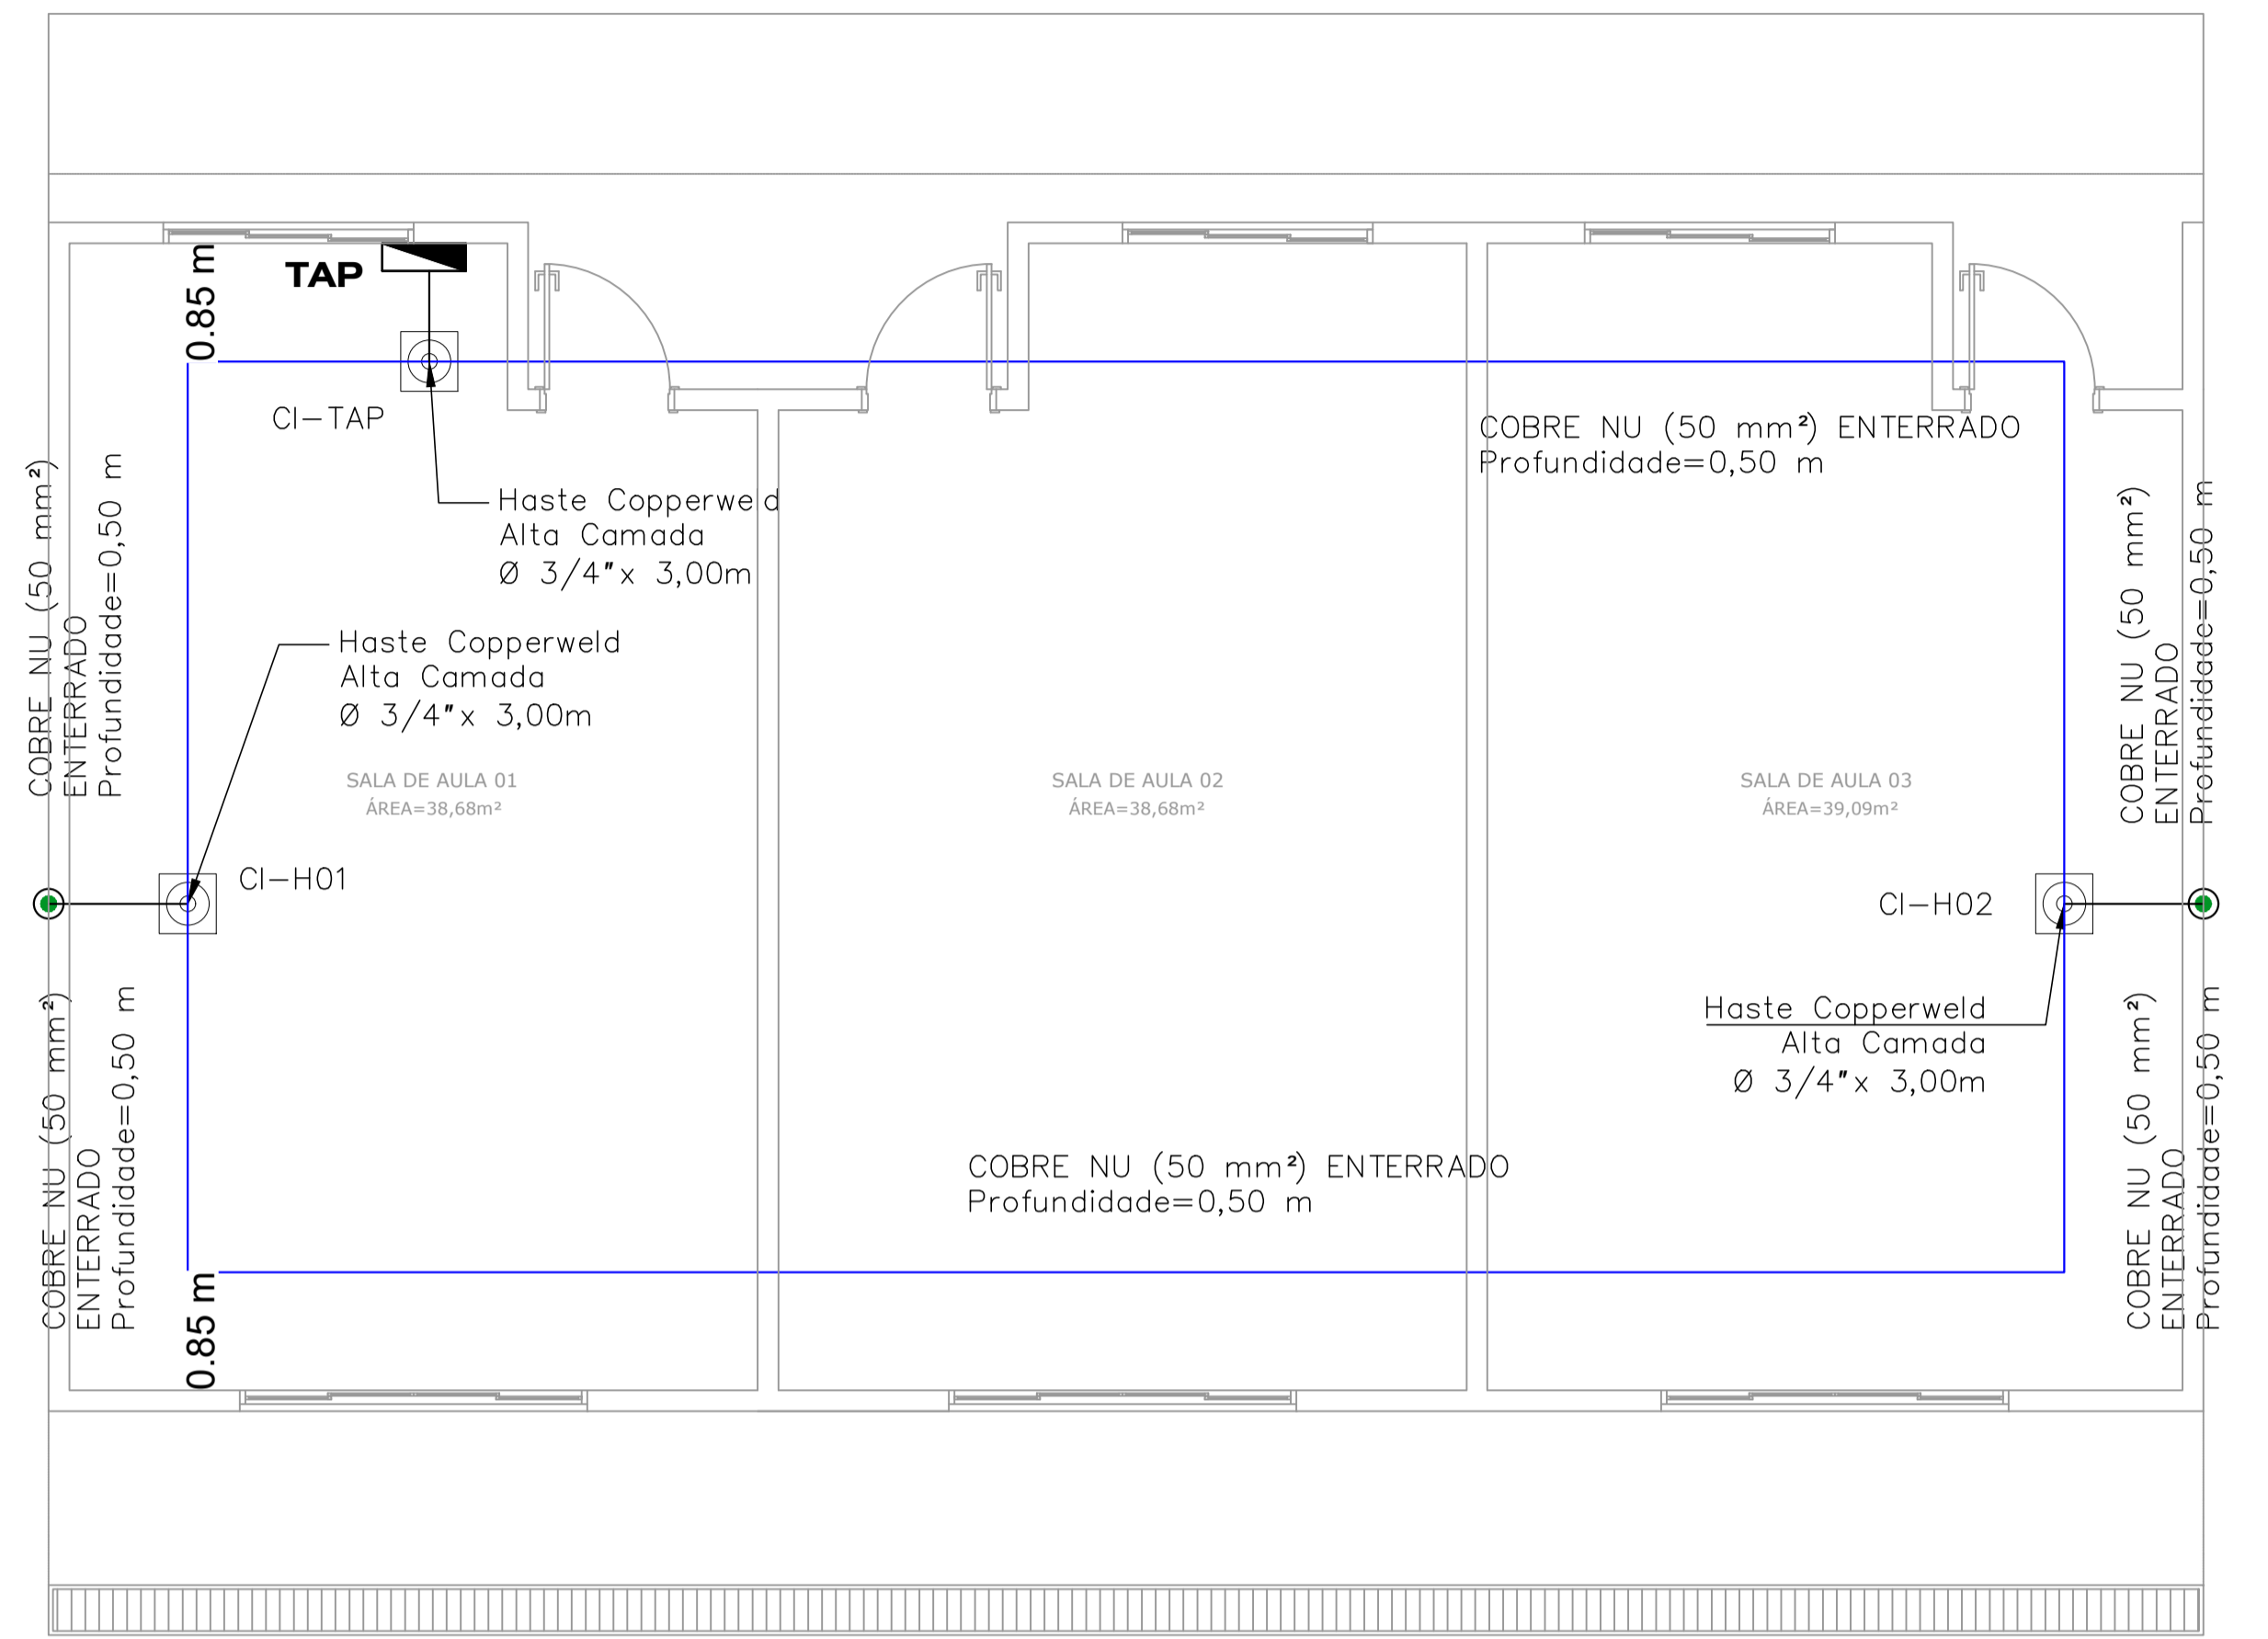 0.85 m
TAP
CI-TAP
COBRE NU (50 mm²) ENTERRADO
Profundidade=0,50 m
COBRE NU (50 mm²)
ENTERRADO
Profundidade=0,50 m
Haste Copperweld
Alta Camada
Ø 3/4"x 3,00m
COBRE NU (50 mm²)
ENTERRADO
Profundidade=0,50 m
Haste Copperweld
Alta Camada
Ø 3/4"x 3,00m
SALA DE AULA 01
ÁREA=38,68m²
SALA DE AULA 02
ÁREA=38,68m²
SALA DE AULA 03
ÁREA=39,09m²
CI-H01
CI-H02
COBRE NU (50 mm²)
ENTERRADO
Profundidade=0,50 m
Haste Copperweld
Alta Camada
Ø 3/4"x 3,00m
COBRE NU (50 mm²)
ENTERRADO
Profundidade=0,50 m
COBRE NU (50 mm²) ENTERRADO
Profundidade=0,50 m
0.85 m